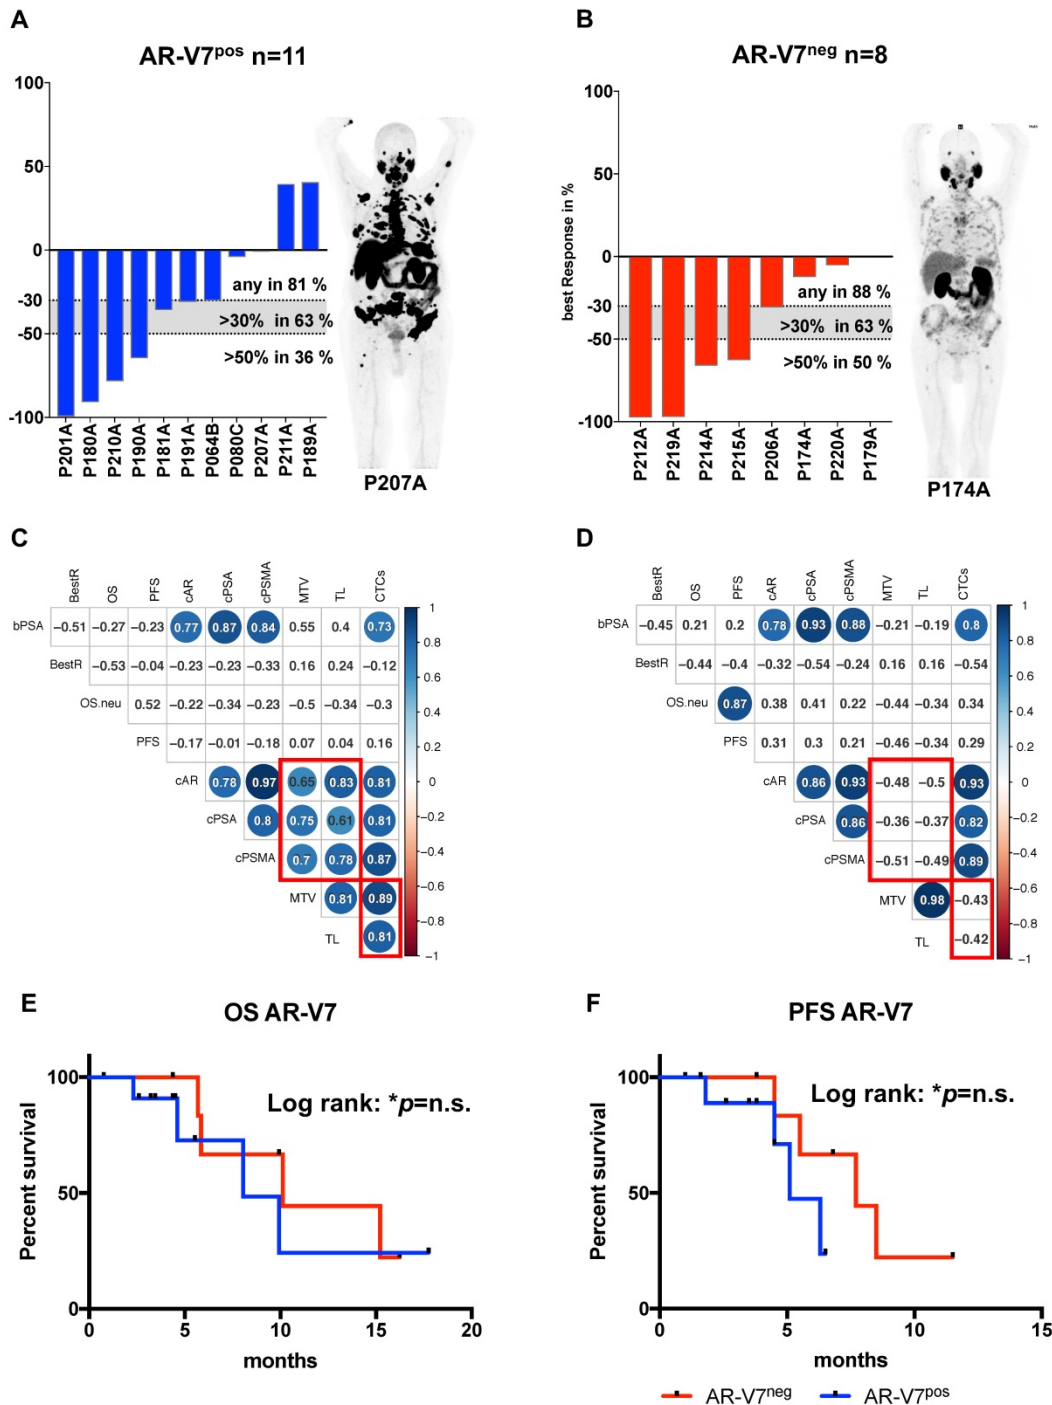 A
AR-V7pos n=11
100
50
0
-30
-50
-100
any in 81 %
>30% in 63 %
>50% in 36 %
P201A P180A P210A P190A P181A P191A P064B P080C P207A P211A P189A
P207A
B
AR-V7neg n=8
best Response in %
100
50
0
-30
-50
-100
any in 88 %
>30% in 63 %
>50% in 50 %
P212A P219A P214A P215A P206A P174A P220A P179A
P174A
C
BestR OS PFS cAR cPSA cPSMA MTV TL CTCs
bPSA −0.51 −0.27 −0.23 0.77 0.87 0.84 0.55 0.4 0.73
BestR −0.53 −0.04 −0.23 −0.23 −0.33 0.16 0.24 −0.12
OS.neu 0.52 −0.22 −0.34 −0.23 −0.5 −0.34 −0.3
PFS −0.17 −0.01 −0.18 0.07 0.04 0.16
cAR 0.78 0.97 0.65 0.83 0.81
cPSA 0.8 0.75 0.61 0.81
cPSMA 0.7 0.78 0.87
MTV 0.81 0.89
TL 0.81
1
0.8
0.6
0.4
0.2
0
−0.2
−0.4
−0.6
−0.8
−1
D
BestR OS PFS cAR cPSA cPSMA MTV TL CTCs
bPSA −0.45 0.21 0.2 0.78 0.93 0.88 −0.21 −0.19 0.8
BestR −0.44 −0.4 −0.32 −0.54 −0.24 0.16 0.16 −0.54
OS.neu 0.87 0.38 0.41 0.22 −0.44 −0.34 0.34
PFS 0.31 0.3 0.21 −0.46 −0.34 0.29
cAR 0.86 0.93 −0.48 −0.5 0.93
cPSA 0.86 −0.36 −0.37 0.82
cPSMA −0.51 −0.49 0.89
MTV 0.98 −0.43
TL −0.42
1
0.8
0.6
0.4
0.2
0
−0.2
−0.4
−0.6
−0.8
−1
E
OS AR-V7
Log rank: *p=n.s.
Percent survival
100
50
0
0 5 10 15 20
months
F
PFS AR-V7
Log rank: *p=n.s.
Percent survival
100
50
0
0 5 10 15
months
AR-V7neg AR-V7pos